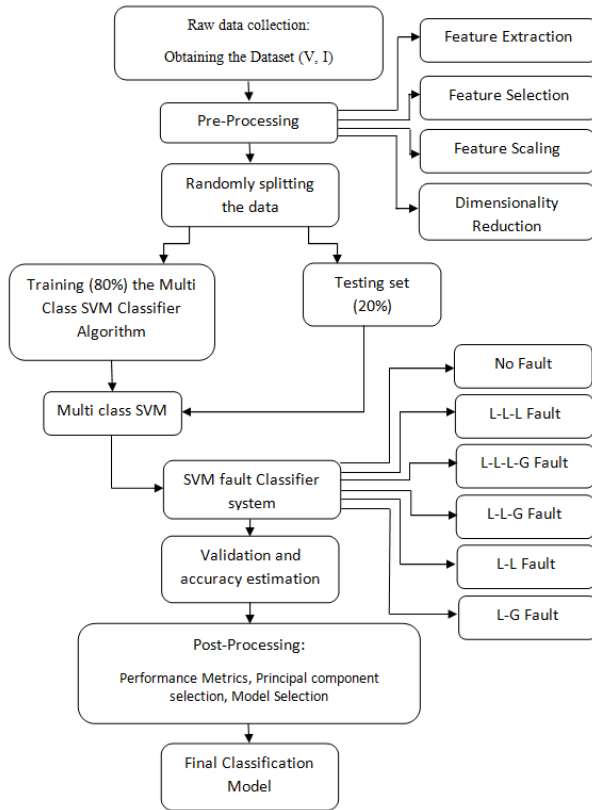 Raw data collection:
Obtaining the Dataset (V, I)
Feature Extraction
Feature Selection
Pre-Processing
Feature Scaling
Randomly splitting
the data
Dimensionality
Reduction
Training (80%) the Multi
Class SVM Classifier
Algorithm
Testing set
(20%)
No Fault
Multi class SVM
L-L-L Fault
L-L-L-G Fault
SVM fault Classifier
system
L-L-G Fault
Validation and
accuracy estimation
L-L Fault
L-G Fault
Post-Processing:
Performance Metrics, Principal component
selection, Model Selection
Final Classification
Model